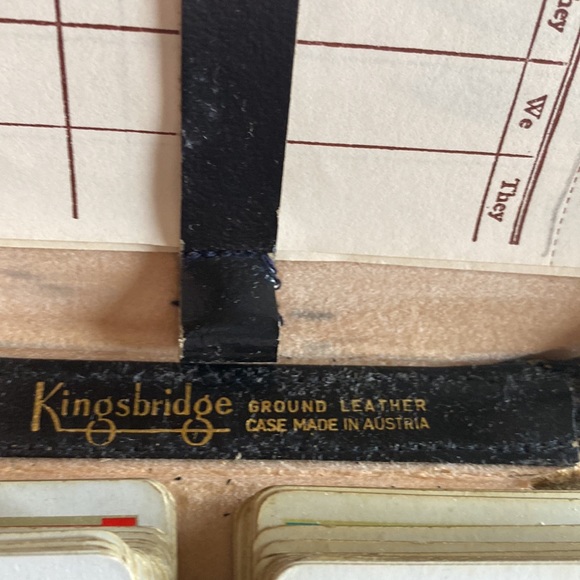 We
They
Kingsbridge
GROUND LEATHER
CASE MADE IN AUSTRIA